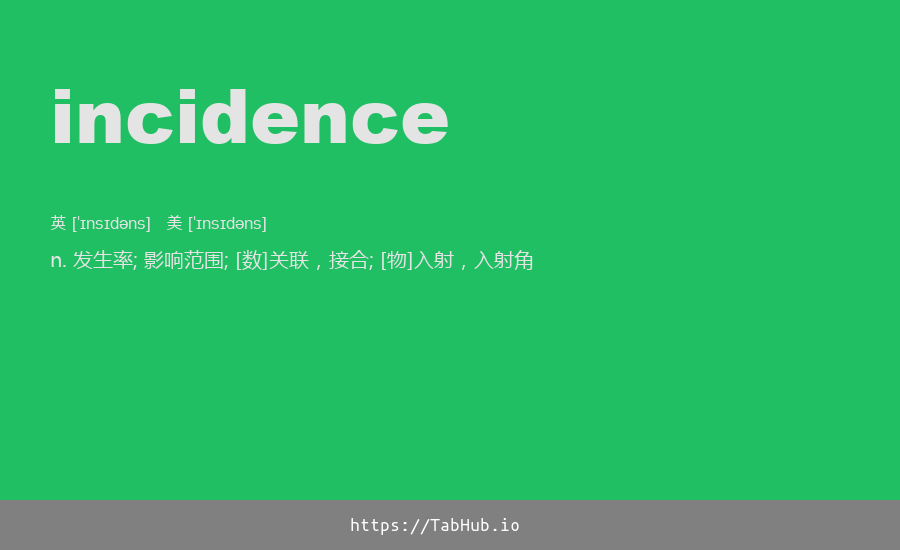 incidence
英 [ˈɪnsɪdəns] 美 [ˈɪnsɪdəns]
n. 发生率; 影响范围; [数]关联，接合; [物]入射，入射角
https://TabHub.io